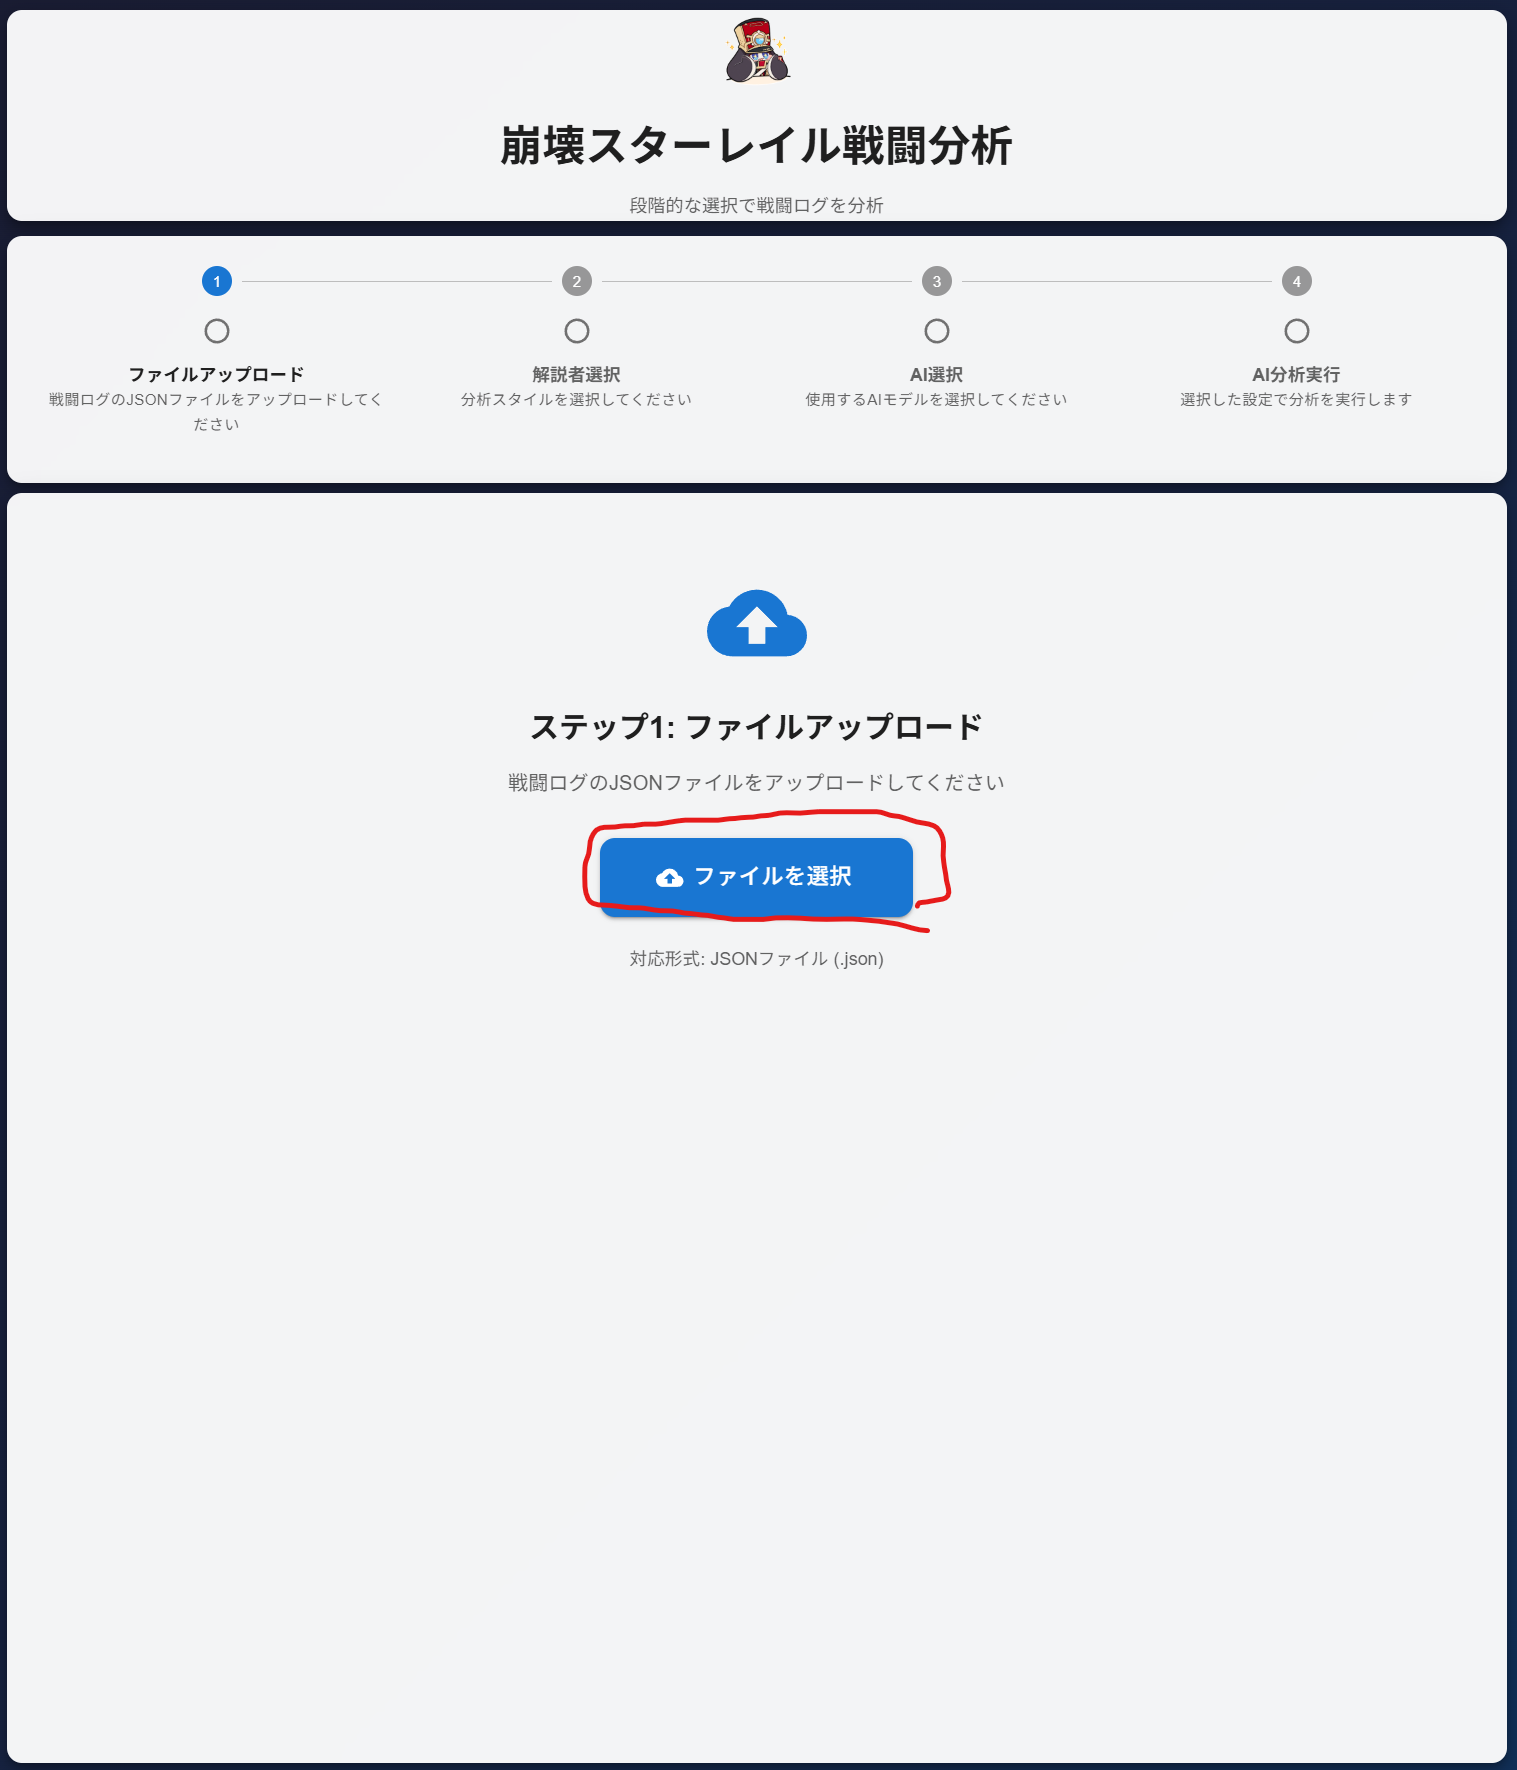 崩壊スターレイル戦闘分析
段階的な選択で戦闘ログを分析
1
2
3
4
ファイルアップロード
戦闘ログのJSONファイルをアップロードしてく
ださい
解説者選択
分析スタイルを選択してください
AI選択
使用するAIモデルを選択してください
AI分析実行
選択した設定で分析を実行します
ステップ1: ファイルアップロード
戦闘ログのJSONファイルをアップロードしてください
ファイルを選択
対応形式: JSONファイル (.json)